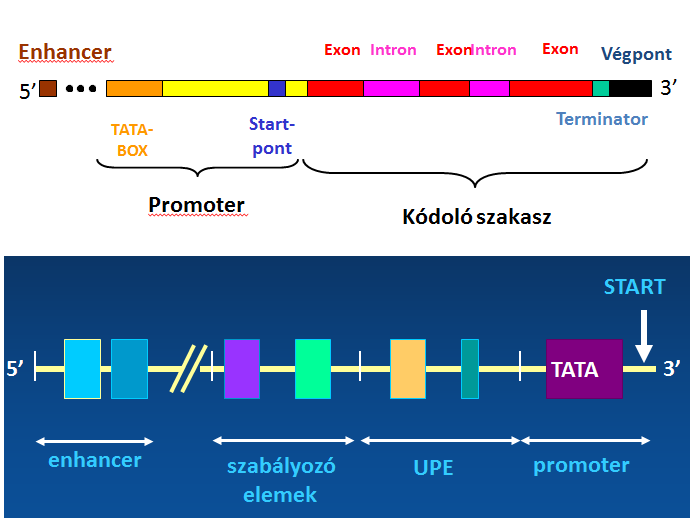 Enhancer
Exon Intron Exon Intron Exon Végpont
5’ ••• 3’
TATA-
BOX
Start-
pont
Terminator
Promoter
Kódoló szakasz
START
5’ TATA 3’
enhancer
szabályozó
elemek
UPE
promoter